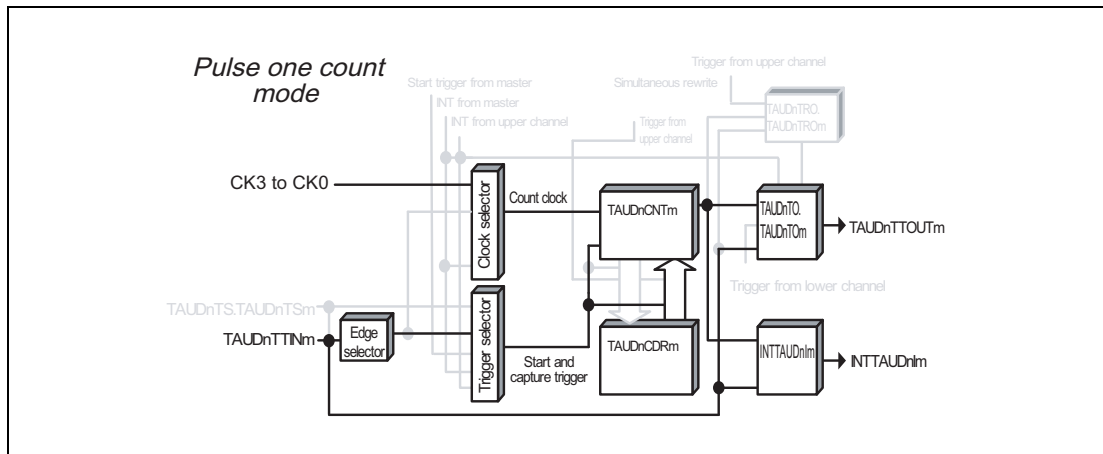 Pulse one count
mode
Trigger from upper channel
Start trigger from master
Simultaneous rewrite
INT from master
INT from upper channel
Trigger from
upper channel
TAUDnTRO.
TAUDnTROm
CK3 to CK0
Clock selector
Count clock
TAUDnCNTm
TAUDnTO.
TAUDnTOm
TAUDnTTOUTm
Trigger from lower channel
TAUDnTS.TAUDnTSm
TAUDnTTINm
Edge
selector
Trigger selector
Start and
capture trigger
TAUDnCDRm
INTTAUDnIm
INTTAUDnIm